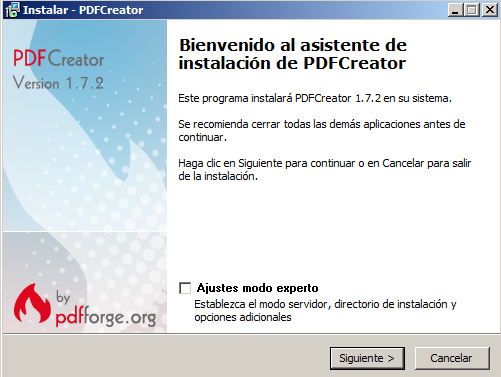 Instalar - PDFCreator
PDFCreator
Version 1.7.2
Bienvenido al asistente de
instalación de PDFCreator
Este programa instalará PDFCreator 1.7.2 en su sistema.
Se recomienda cerrar todas las demás aplicaciones antes de
continuar.
Haga clic en Siguiente para continuar o en Cancelar para salir
de la instalación.
Ajustes modo experto
Establezca el modo servidor, directorio de instalación y
opciones adicionales
by
pdfforge.org
Siguiente >
Cancelar